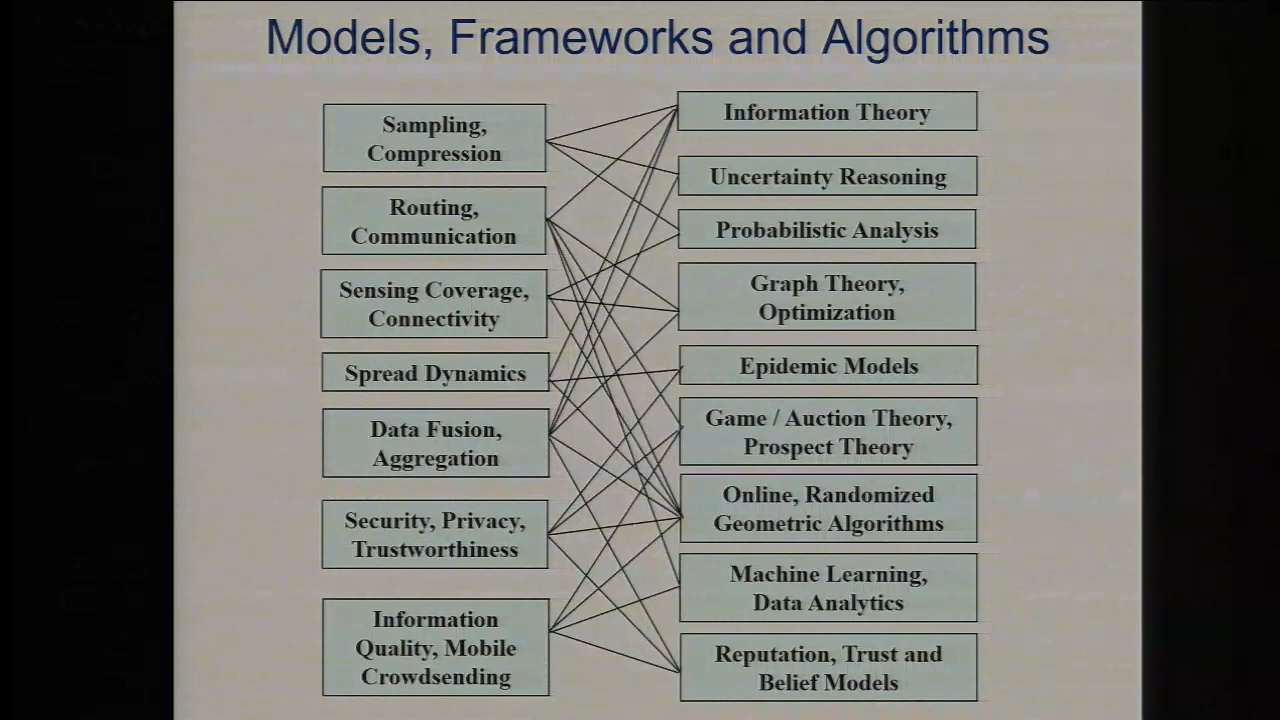 Models, Frameworks and Algorithms
Sampling,
Compression
Routing,
Communication
Sensing Coverage,
Connectivity
Spread Dynamics
Data Fusion,
Aggregation
Security, Privacy,
Trustworthiness
Information
Quality, Mobile
Crowdsending
Information Theory
Uncertainty Reasoning
Probabilistic Analysis
Graph Theory,
Optimization
Epidemic Models
Game / Auction Theory,
Prospect Theory
Online, Randomized
Geometric Algorithms
Machine Learning,
Data Analytics
Reputation, Trust and
Belief Models